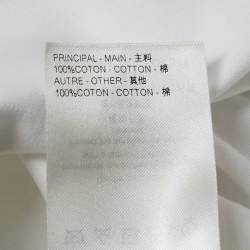 PRINCIPAL - MAIN - 主料
100%COTON - COTTON - 棉
AUTRE - OTHER - 其他
100%COTON - COTTON - 棉